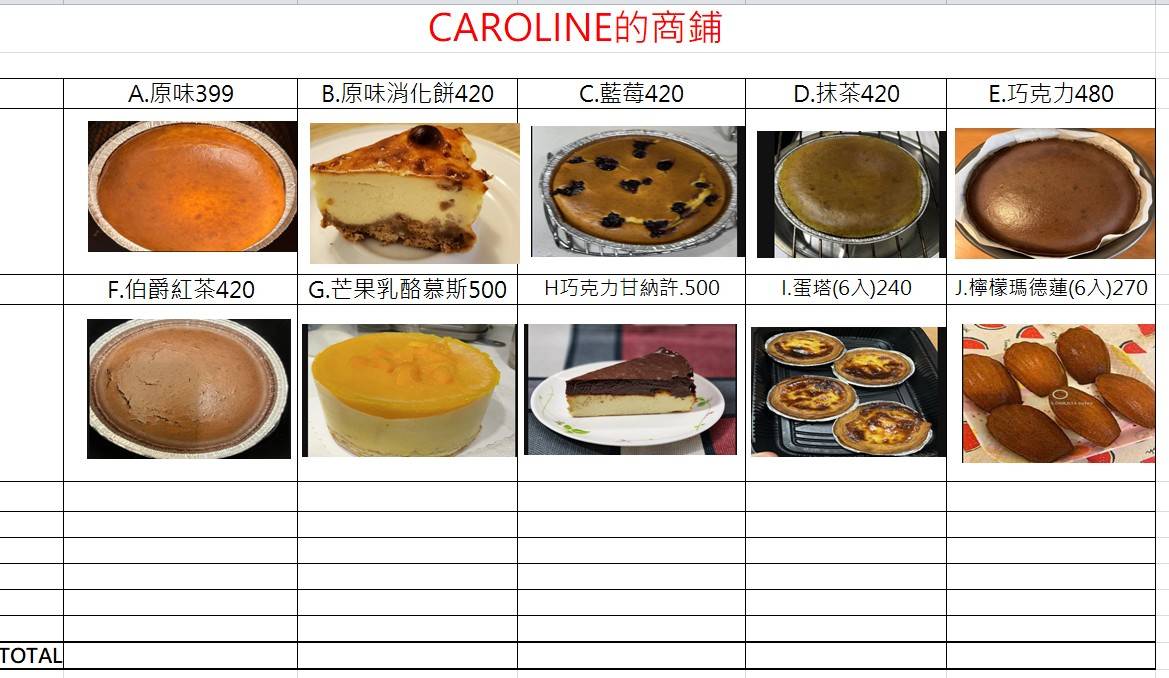 CAROLINE的商鋪
A.原味399
B.原味消化餅420
C.藍莓420
D.抹茶420
E.巧克力480
F.伯爵紅茶420
G.芒果乳酪慕斯500
H巧克力甘納許.500
I.蛋塔(6入)240
J.檸檬瑪德蓮(6入)270
TOTAL